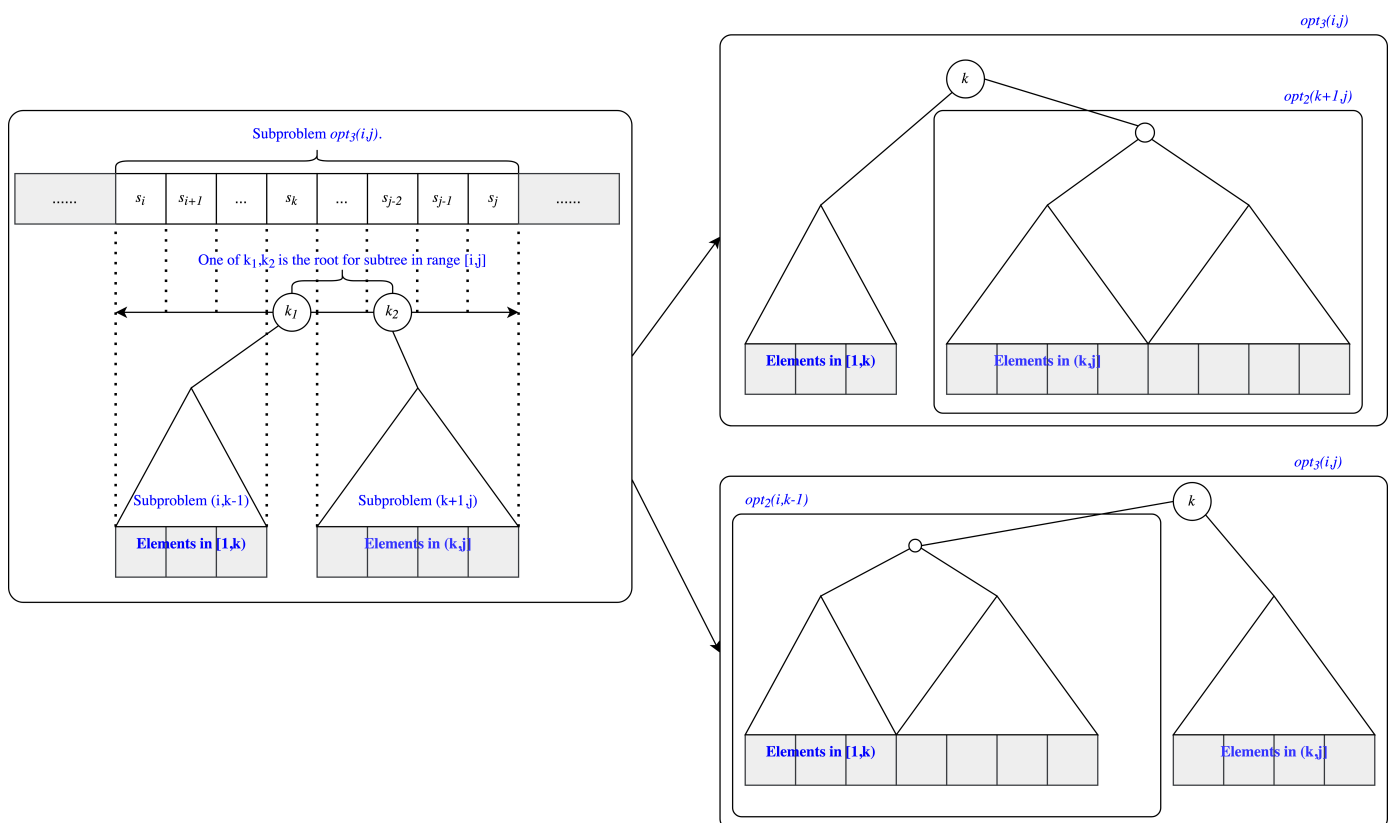 Subproblem opt₃(i,j).
...... sᵢ sᵢ₊₁ ... sₖ ... sⱼ₋₂ sⱼ₋₁ sⱼ ......
One of k₁,k₂ is the root for subtree in range [i,j]
k₁ k₂
Subproblem (i,k-1) Subproblem (k+1,j)
Elements in [1,k) Elements in (k,j]
opt₃(i,j)
k
opt₂(k+1,j)
Elements in [1,k) Elements in (k,j]
opt₃(i,j)
opt₂(i,k-1)
k
Elements in [1,k) Elements in (k,j]